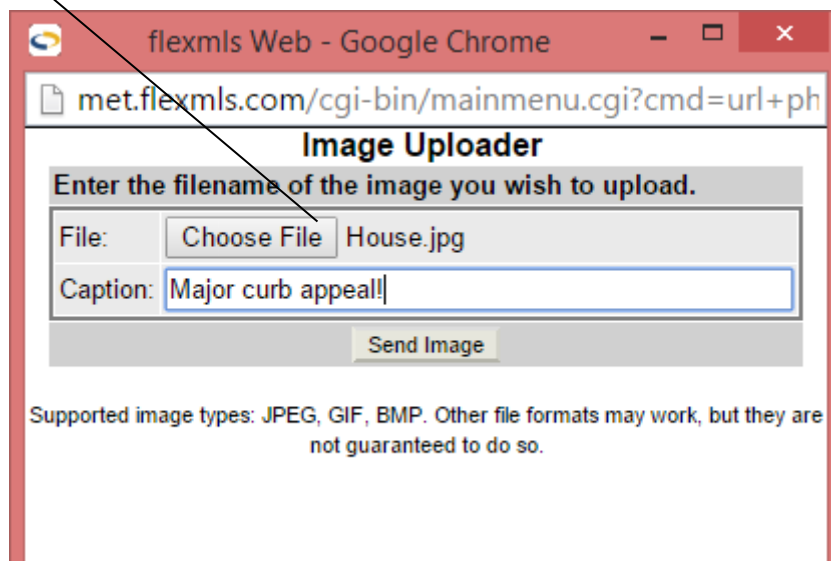 flexmls Web - Google Chrome
met.flexmls.com/cgi-bin/mainmenu.cgi?cmd=url+ph
Image Uploader
Enter the filename of the image you wish to upload.
File: Choose File House.jpg
Caption: Major curb appeal!
Send Image
Supported image types: JPEG, GIF, BMP. Other file formats may work, but they are
not guaranteed to do so.